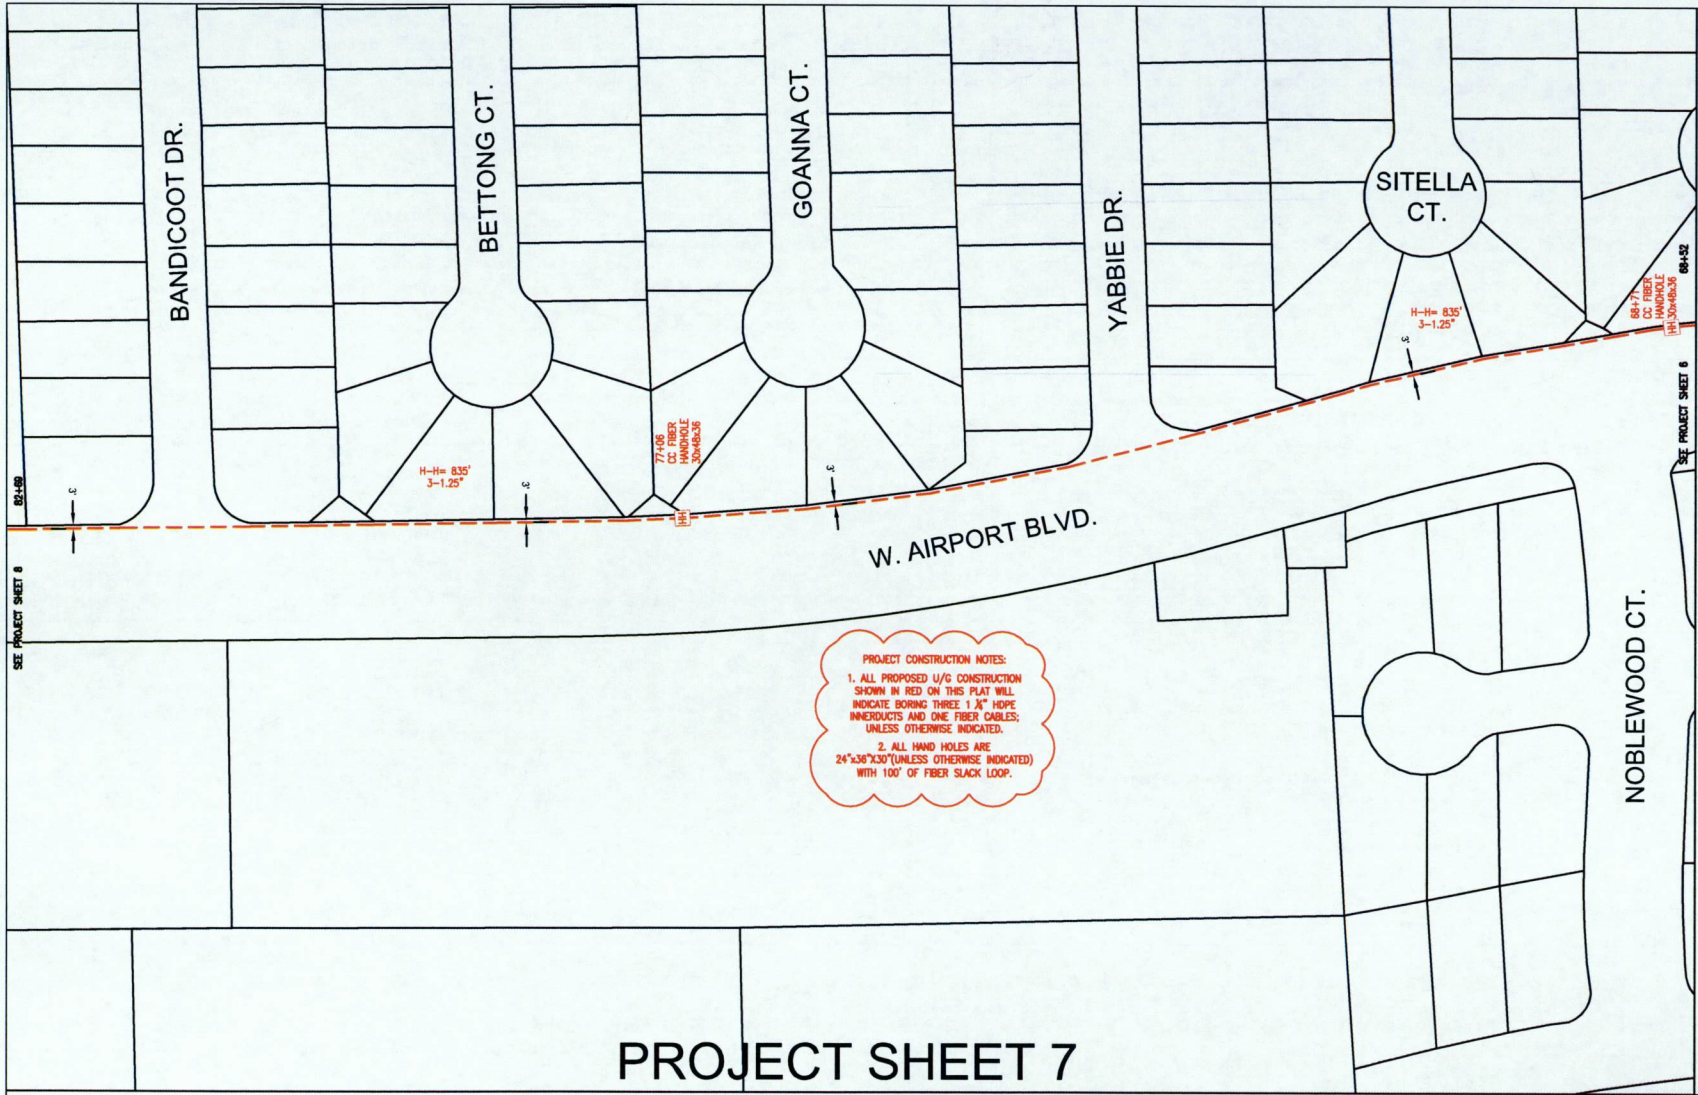 BANDICOOT DR.
BETTONG CT.
GOANNA CT.
YABBIE DR.
SITELLA
CT.
68+52
68+71
CC FIBER
HANDHOLE
30x48x36
HH
H-H= 835'
3-1.25"
3'
SEE PROJECT SHEET 6
77+06
CC FIBER
HANDHOLE
30x48x36
HH
H-H= 835'
3-1.25"
3'
3'
3'
82+69
SEE PROJECT SHEET 8
W. AIRPORT BLVD.
NOBLEWOOD CT.
PROJECT CONSTRUCTION NOTES:
1. ALL PROPOSED U/G CONSTRUCTION
SHOWN IN RED ON THIS PLAT WILL
INDICATE BORING THREE 1 ¼" HDPE
INNERDUCTS AND ONE FIBER CABLES;
UNLESS OTHERWISE INDICATED.
2. ALL HAND HOLES ARE
24"x36"X30"(UNLESS OTHERWISE INDICATED)
WITH 100' OF FIBER SLACK LOOP.
PROJECT SHEET 7